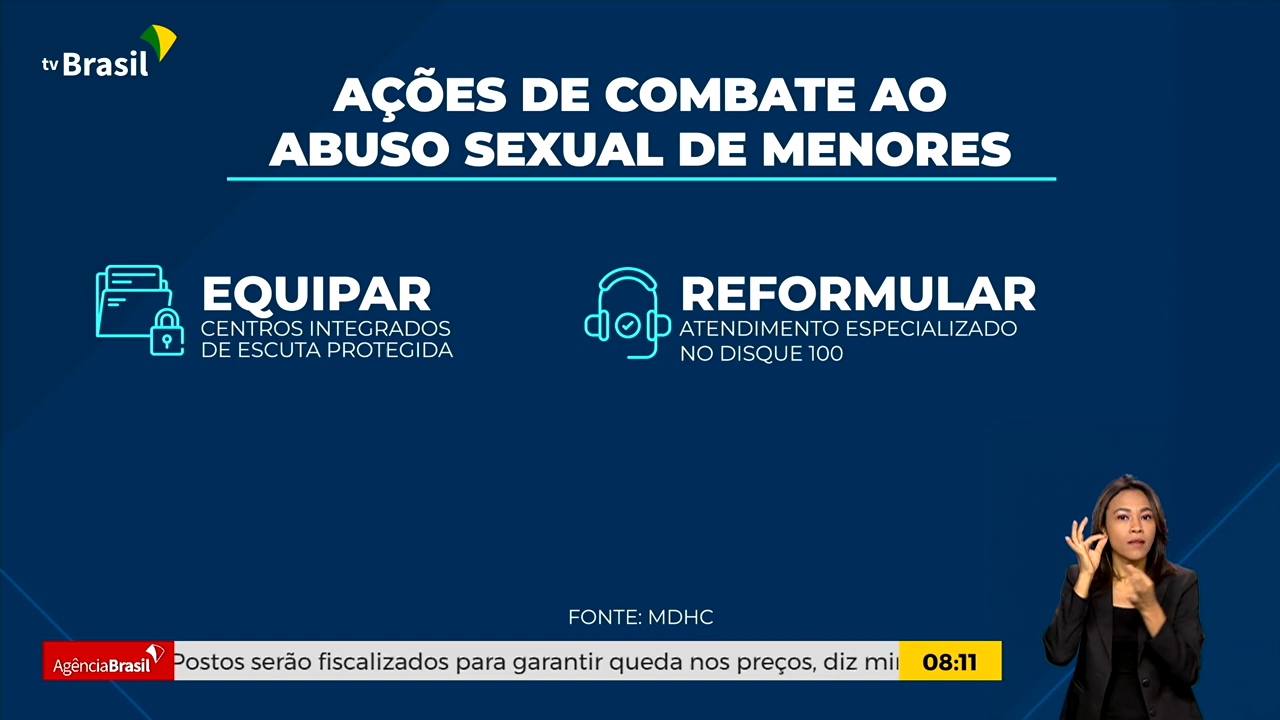 tv Brasil
AÇÕES DE COMBATE AO
ABUSO SEXUAL DE MENORES
EQUIPAR
CENTROS INTEGRADOS
DE ESCUTA PROTEGIDA
REFORMULAR
ATENDIMENTO ESPECIALIZADO
NO DISQUE 100
FONTE: MDHC
AgênciaBrasil
Postos serão fiscalizados para garantir queda nos preços, diz
08:11